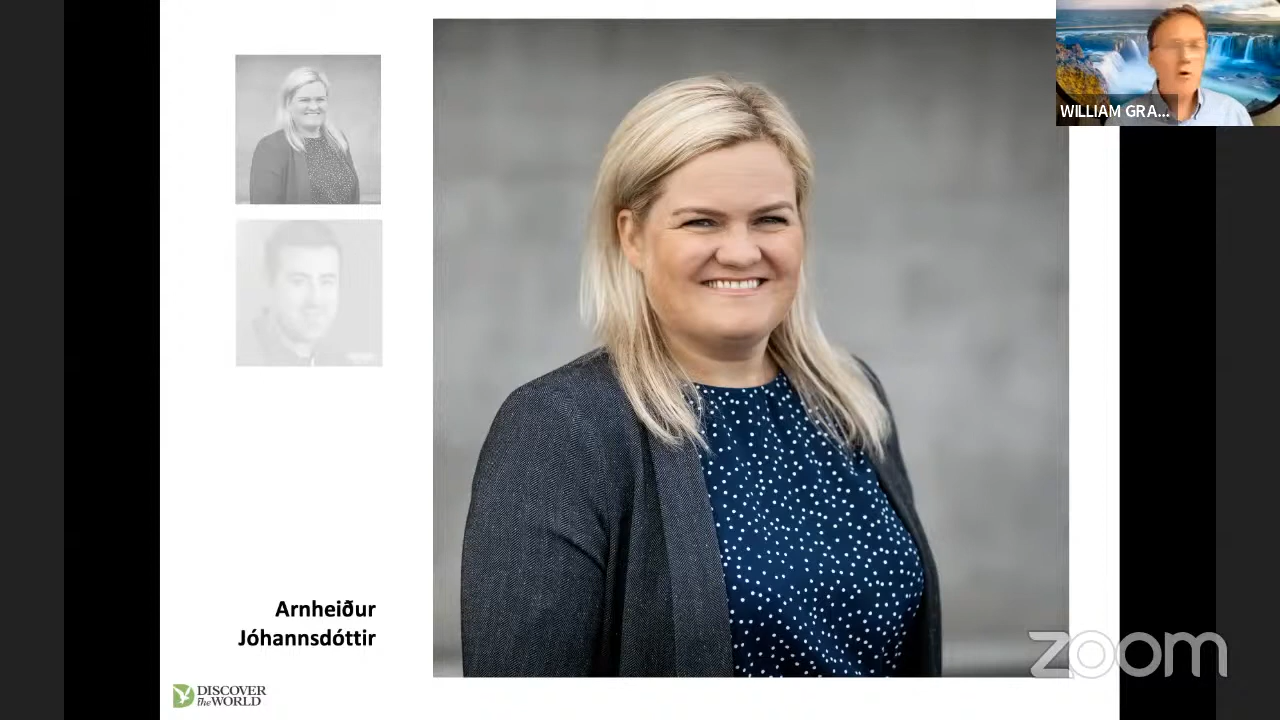 WILLIAM GRA...
Arnheiður
Jóhannsdóttir
DISCOVER
the WORLD
zoom